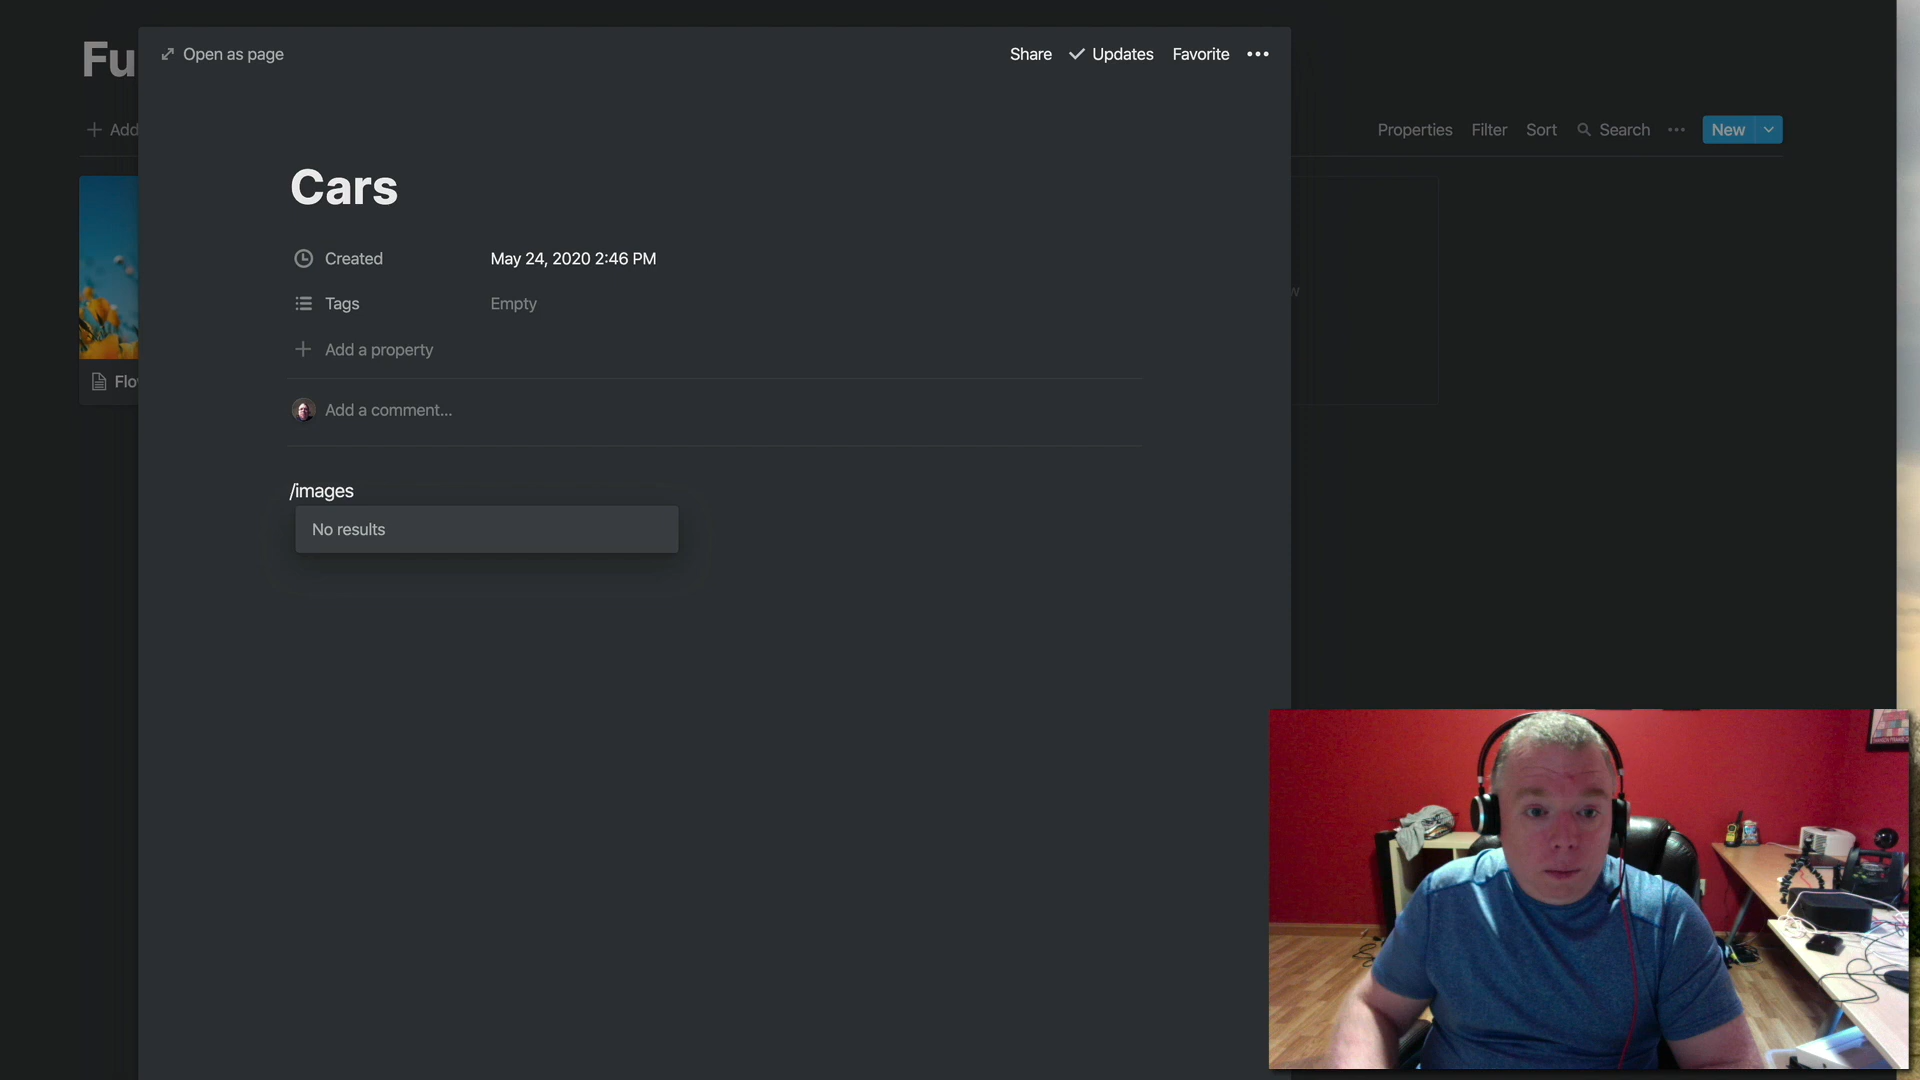 Fu
Open as page
Share
Updates
Favorite
Add
Properties
Filter
Sort
Search
New
Cars
Created
May 24, 2020 2:46 PM
Tags
Empty
Add a property
Flo
Add a comment...
/images
No results